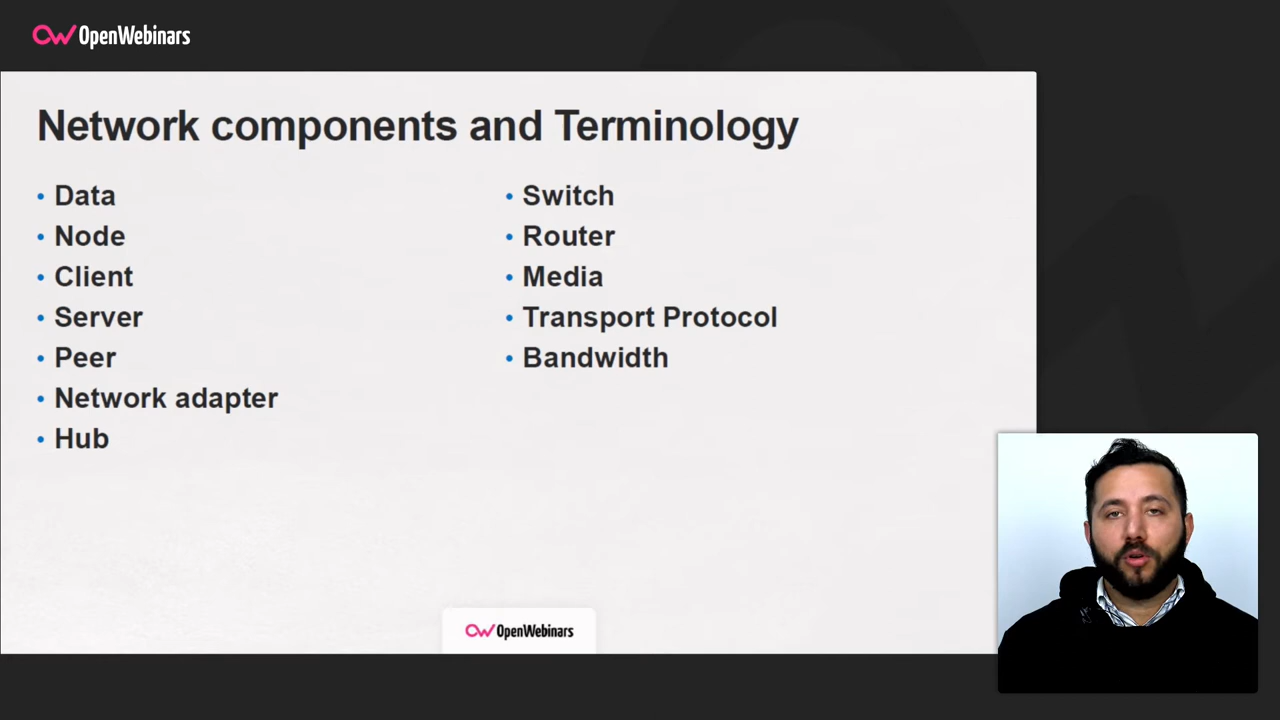 OpenWebinars
Network components and Terminology
• Data
• Node
• Client
• Server
• Peer
• Network adapter
• Hub
• Switch
• Router
• Media
• Transport Protocol
• Bandwidth
OpenWebinars